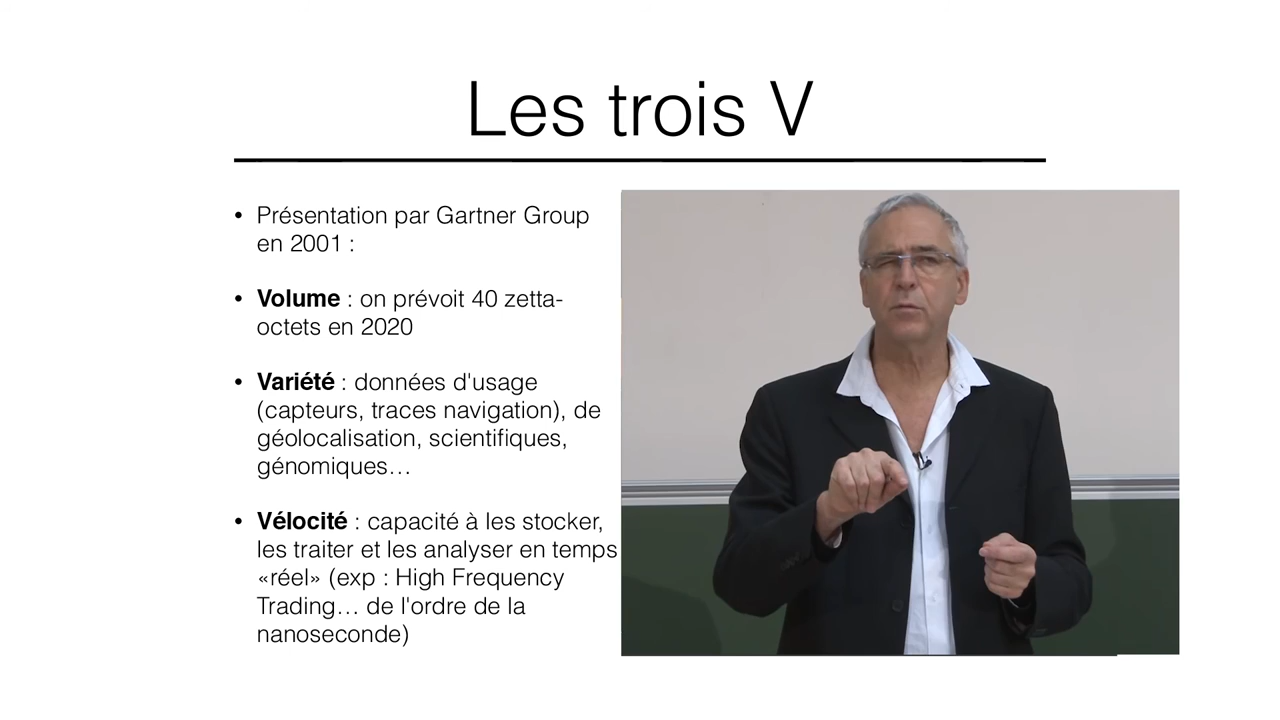 Les trois V
• Présentation par Gartner Group
en 2001 :
• Volume : on prévoit 40 zetta-
octets en 2020
• Variété : données d'usage
(capteurs, traces navigation), de
géolocalisation, scientifiques,
génomiques…
• Vélocité : capacité à les stocker,
les traiter et les analyser en temps
«réel» (exp : High Frequency
Trading… de l'ordre de la
nanoseconde)